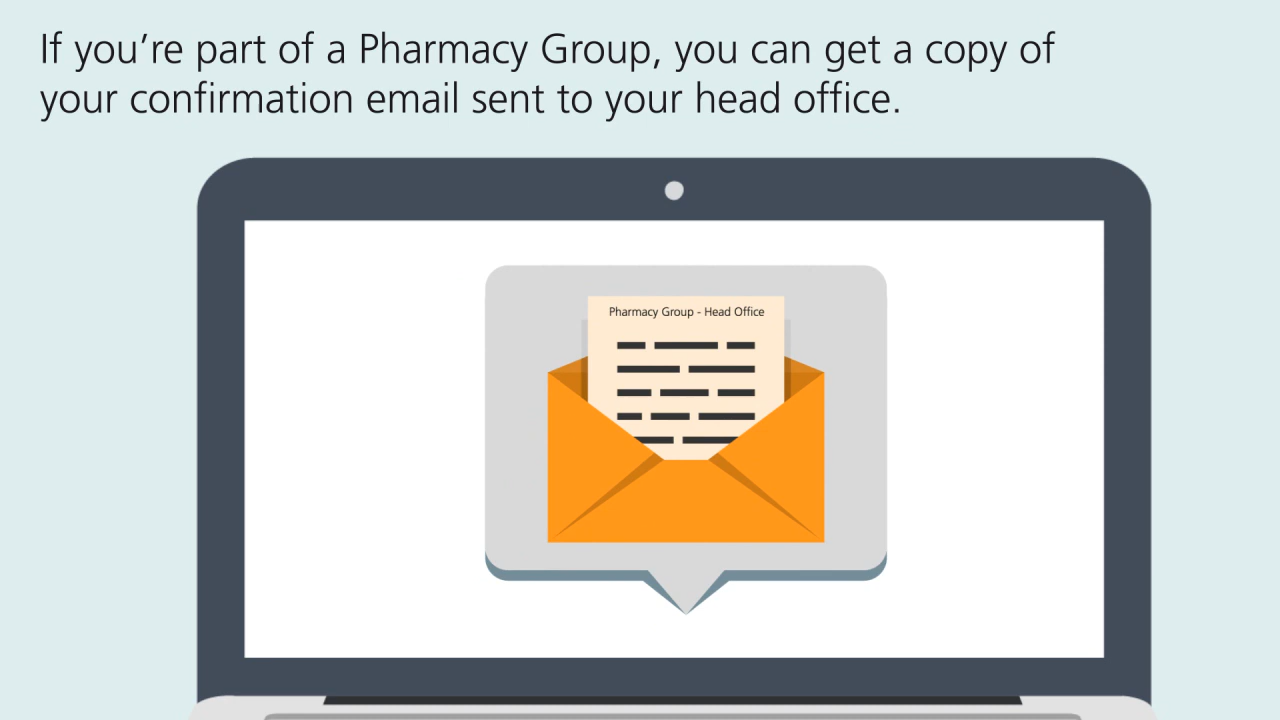 If you’re part of a Pharmacy Group, you can get a copy of
your confirmation email sent to your head office.
Pharmacy Group - Head Office